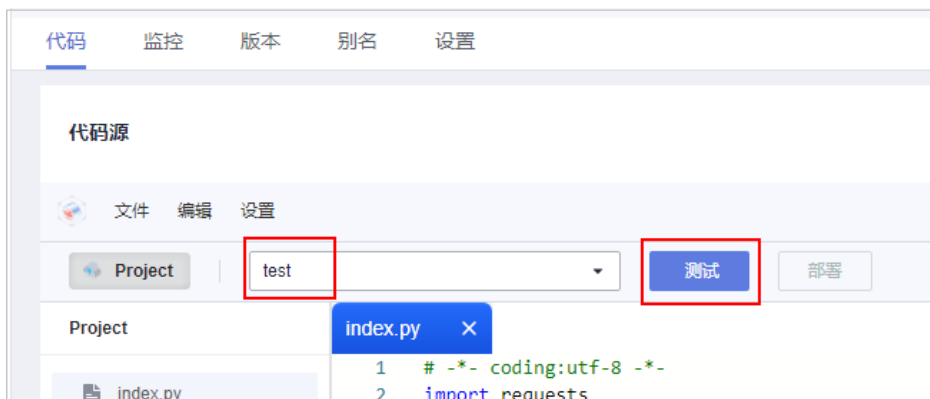 代码 监控 版本 别名 设置
代码源
文件 编辑 设置
Project test 测试 部署
Project index.py ×
1 # -*- coding:utf-8 -*-
index.py 2 import requests